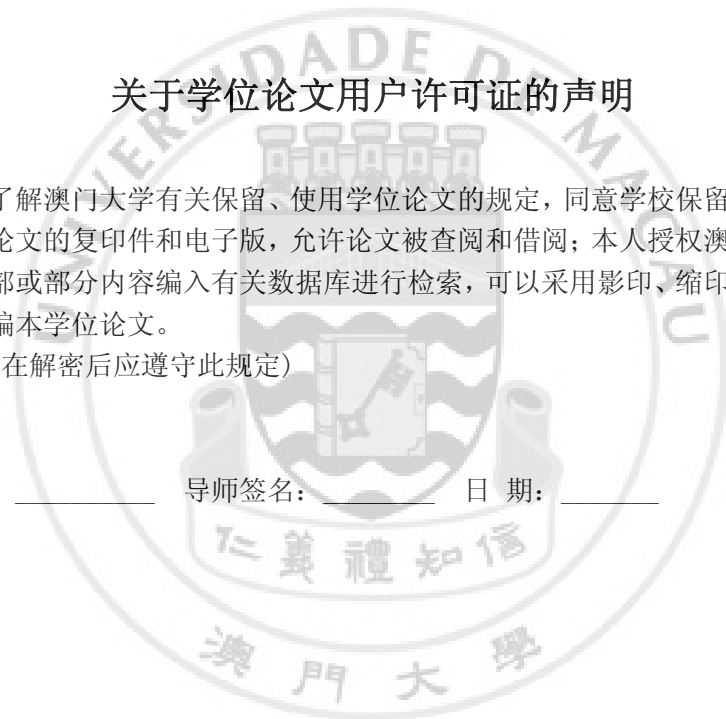 关于学位论文用户许可证的声明
了解澳门大学有关保留、使用学位论文的规定，同意学校保留
论文的复印件和电子版，允许论文被查阅和借阅；本人授权澳
部或部分内容编入有关数据库进行检索，可以采用影印、缩印
编本学位论文。
在解密后应遵守此规定)
导师签名：________ 日 期：_______
UNIVERSIDADE DE MACAU
仁義禮知信
澳門大學